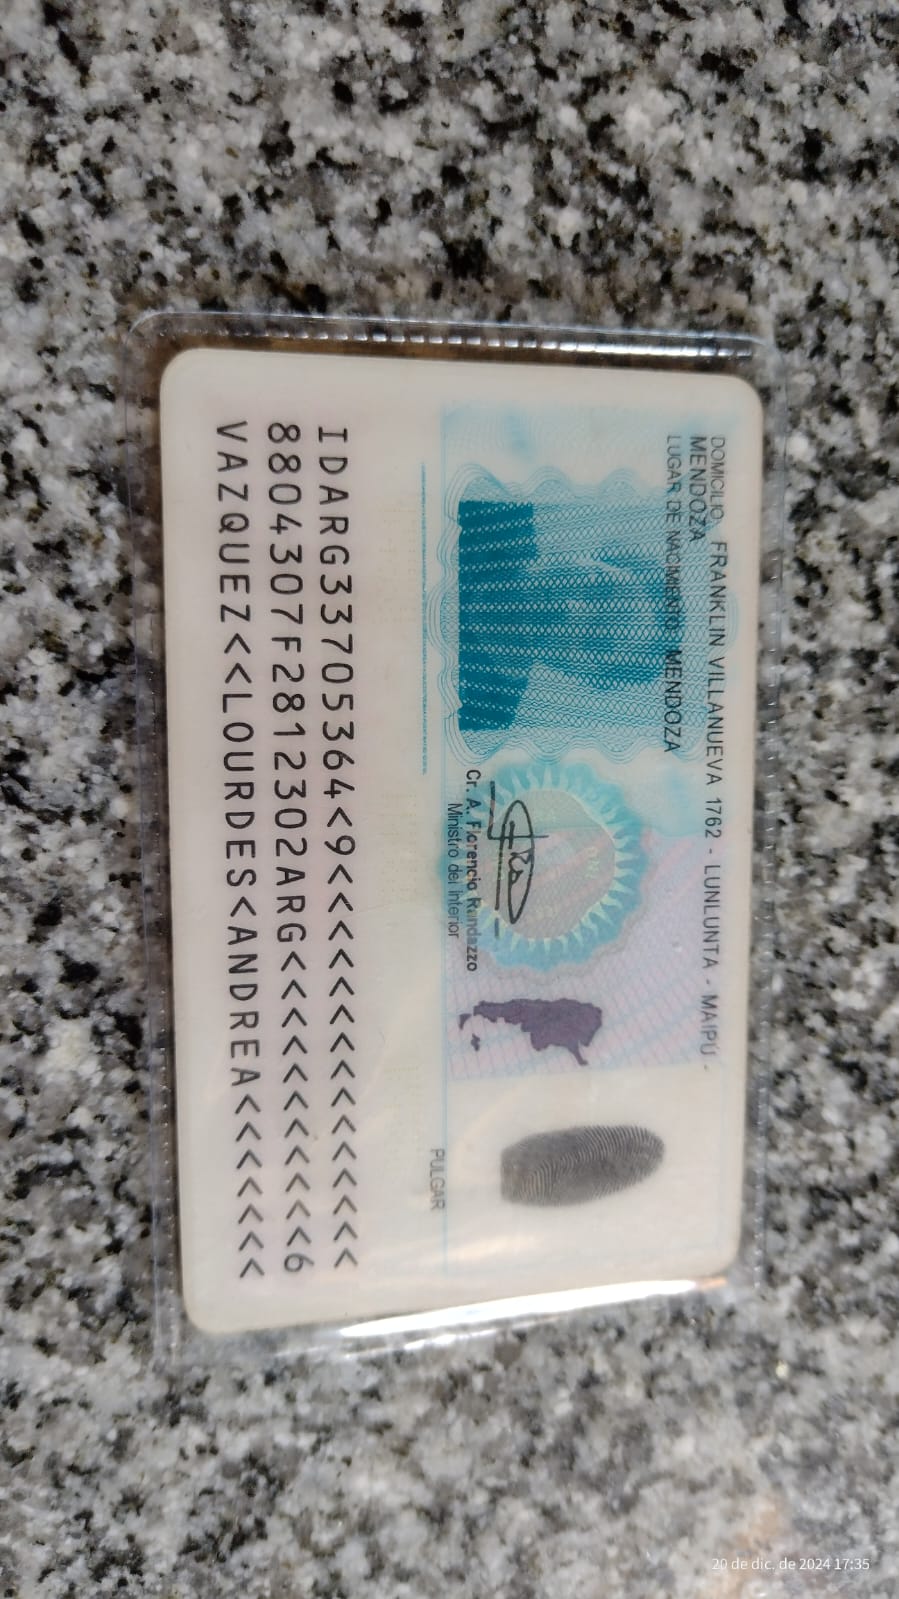 DOMICILIO: FRANKLIN VILLANUEVA 1762 - LUNLUNTA - MAIPÚ -
MENDOZA
LUGAR DE NACIMIENTO: MENDOZA
Cr. A. Florencio Randazzo
Ministro del Interior
PULGAR
IDARG33705364<9<<<<<<<<<<<<<<<
8804307F2812302ARG<<<<<<<<<<<6
VAZQUEZ<<LOURDES<ANDREA<<<<<<<
20 de dic. de 2024 17:35